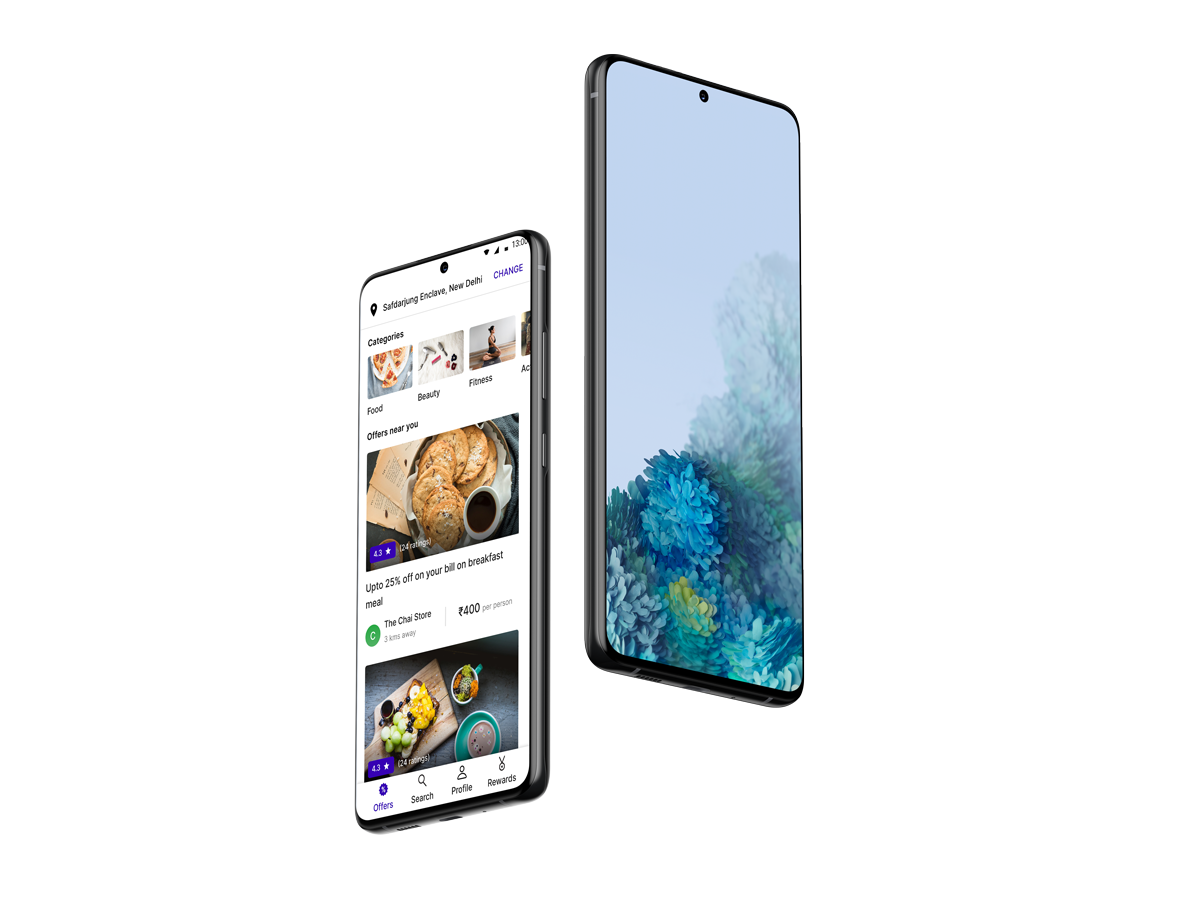 13:00
Safdarjung Enclave, New Delhi
CHANGE
Categories
Food
Beauty
Fitness
Ac
Offers near you
4.3 ★ (24 ratings)
Upto 25% off on your bill on breakfast
meal
C
The Chai Store
3 kms away
₹400 per person
4.3 ★ (24 ratings)
Offers
Search
Profile
Rewards